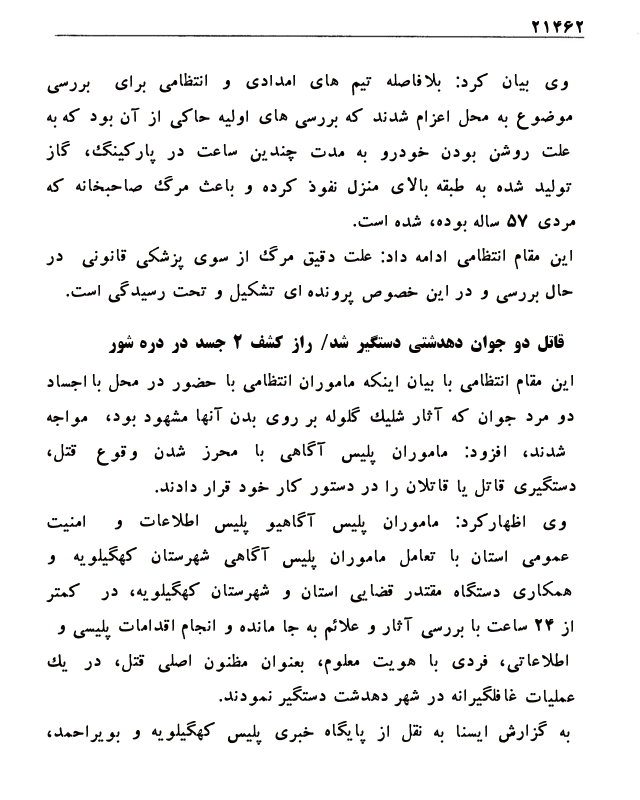 ۲۱۴۶۲
وی بیان کرد: بلافاصله تیم های امدادی و انتظامی برای بررسی
موضوع به محل اعزام شدند که بررسی های اولیه حاکی از آن بود که به
علت روشن بودن خودرو به مدت چندین ساعت در پارکینگ، گاز
تولید شده به طبقه بالای منزل نفوذ کرده و باعث مرگ صاحبخانه که
مردی ۵۷ ساله بوده، شده است.
این مقام انتظامی ادامه داد: علت دقیق مرگ از سوی پزشکی قانونی در
حال بررسی و در این خصوص پرونده ای تشکیل و تحت رسیدگی است.
قاتل دو جوان دهدشتی دستگیر شد/ راز کشف ۲ جسد در دره شور
این مقام انتظامی با بیان اینکه ماموران انتظامی با حضور در محل با اجساد
دو مرد جوان که آثار شلیک گلوله بر روی بدن آنها مشهود بود، مواجه
شدند، افزود: ماموران پلیس آگاهی با محرز شدن وقوع قتل،
دستگیری قاتل یا قاتلان را در دستور کار خود قرار دادند.
وی اظهارکرد: ماموران پلیس آگاهیو پلیس اطلاعات و امنیت
عمومی استان با تعامل ماموران پلیس آگاهی شهرستان کهگیلویه و
همکاری دستگاه مقتدر قضایی استان و شهرستان کهگیلویه، در کمتر
از ۲۴ ساعت با بررسی آثار و علائم به جا مانده و انجام اقدامات پلیسی و
اطلاعاتی، فردی با هویت معلوم، بعنوان مظنون اصلی قتل، در یک
عملیات غافلگیرانه در شهر دهدشت دستگیر نمودند.
به گزارش ایسنا به نقل از پایگاه خبری پلیس کهگیلویه و بویراحمد،